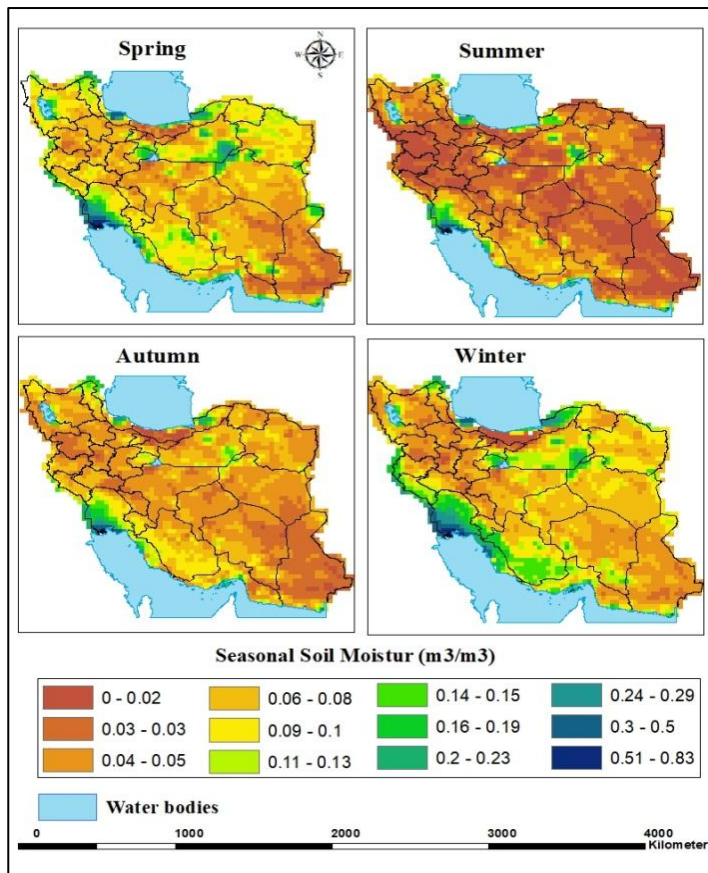 Spring
N
W E
S
Summer
Autumn
Winter
Seasonal Soil Moistur (m3/m3)
0 - 0.02
0.06 - 0.08
0.14 - 0.15
0.24 - 0.29
0.03 - 0.03
0.09 - 0.1
0.16 - 0.19
0.3 - 0.5
0.04 - 0.05
0.11 - 0.13
0.2 - 0.23
0.51 - 0.83
Water bodies
0 1000 2000 3000 4000
Kilometer